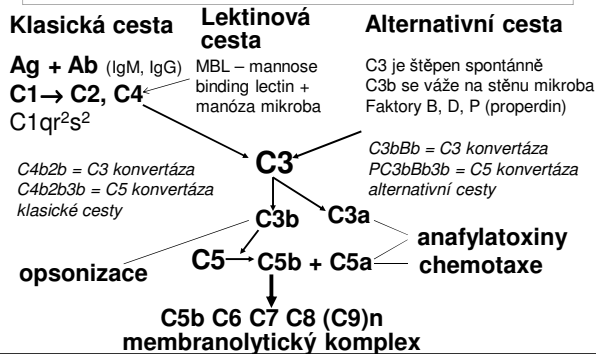 Klasická cesta
Ag + Ab (IgM, IgG)
C1→ C2, C4
C1qr²s²
C4b2b = C3 konvertáza
C4b2b3b = C5 konvertáza
klasické cesty
Lektinová
cesta
MBL – mannose
binding lectin +
manóza mikroba
Alternativní cesta
C3 je štěpen spontánně
C3b se váže na stěnu mikroba
Faktory B, D, P (properdin)
C3bBb = C3 konvertáza
PC3bBb3b = C5 konvertáza
alternativní cesty
C3
C3b
C3a
anafylatoxiny
chemotaxe
opsonizace
C5
C5b + C5a
C5b C6 C7 C8 (C9)n
membranolytický komplex